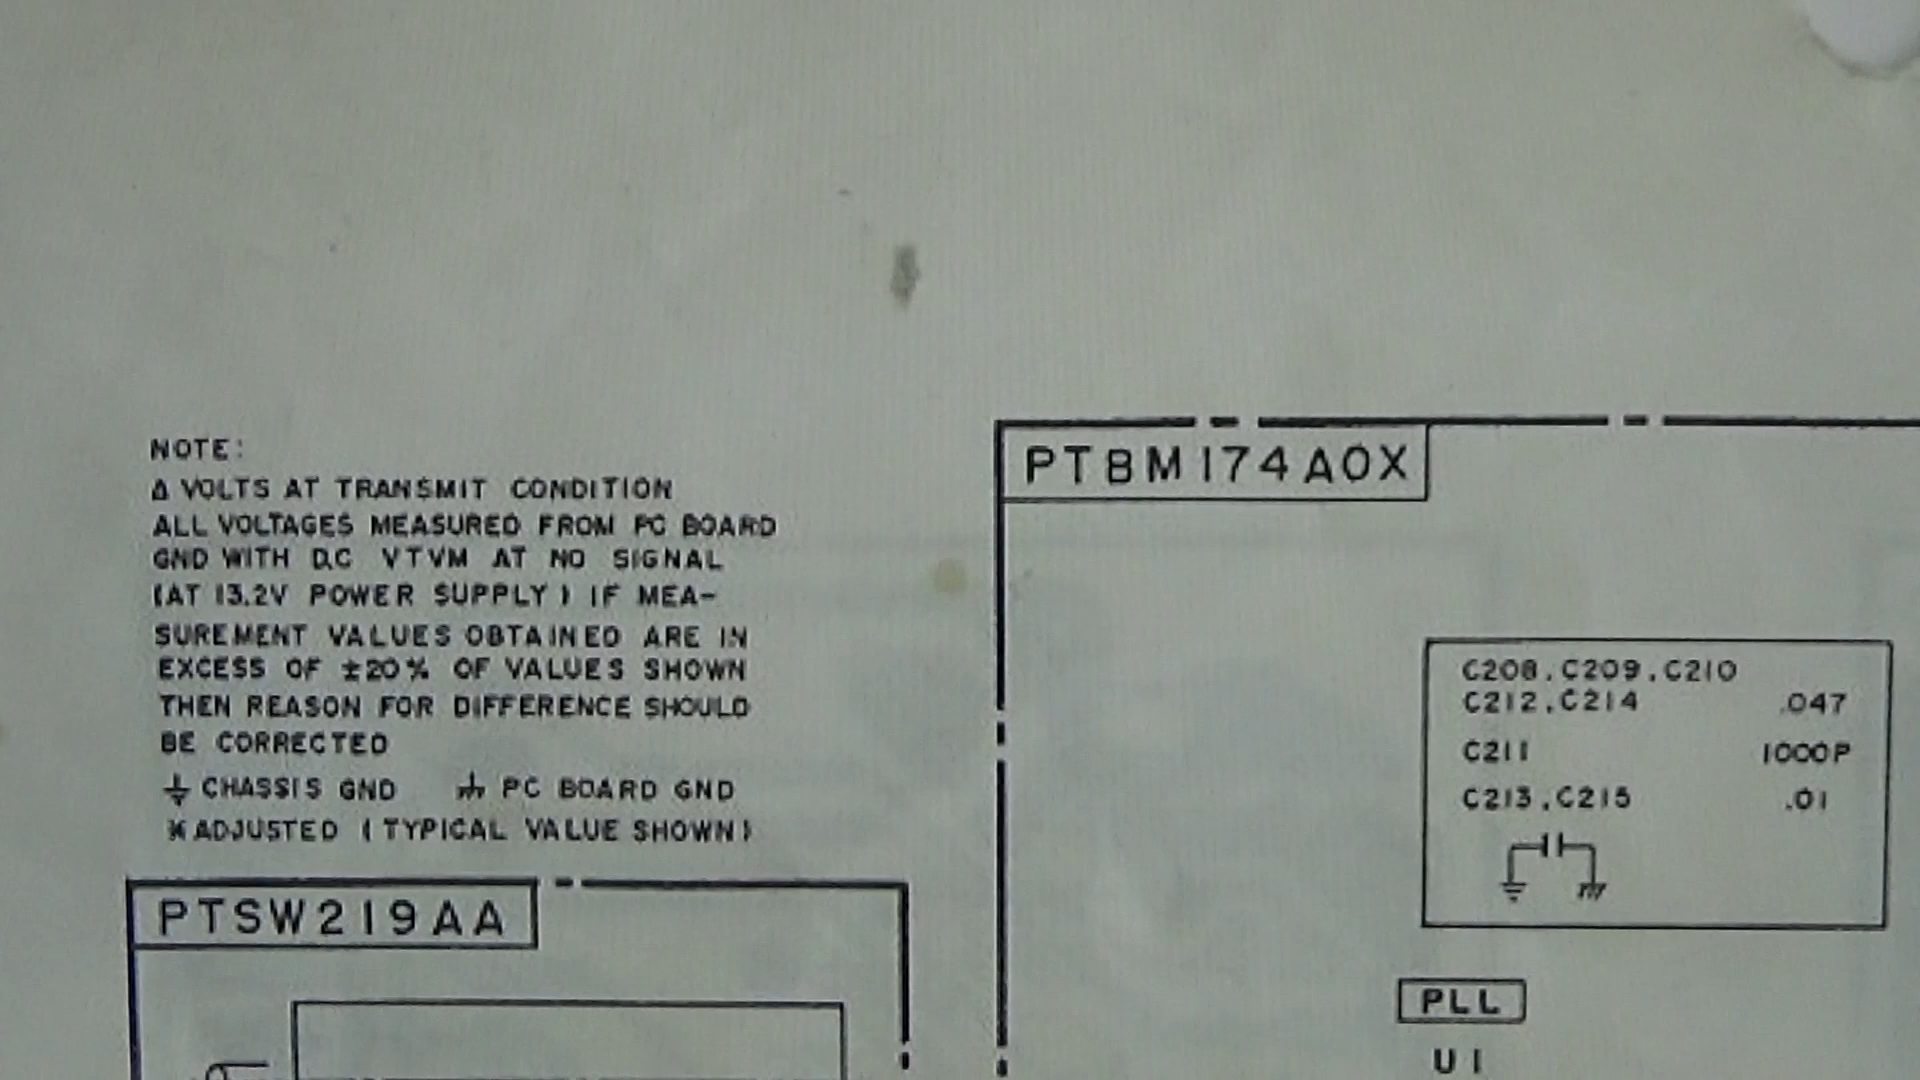 NOTE:
Δ VOLTS AT TRANSMIT CONDITION
ALL VOLTAGES MEASURED FROM PC BOARD
GND WITH D.C VTVM AT NO SIGNAL
(AT 13.2V POWER SUPPLY) IF MEA-
SUREMENT VALUES OBTAINED ARE IN
EXCESS OF ±20% OF VALUES SHOWN
THEN REASON FOR DIFFERENCE SHOULD
BE CORRECTED
CHASSIS GND PC BOARD GND
※ ADJUSTED (TYPICAL VALUE SHOWN)
PTSW219AA
PTBM174AOX
C208.C209.C210
C212.C214 .047
C211 1000P
C213.C215 .01
PLL
U1